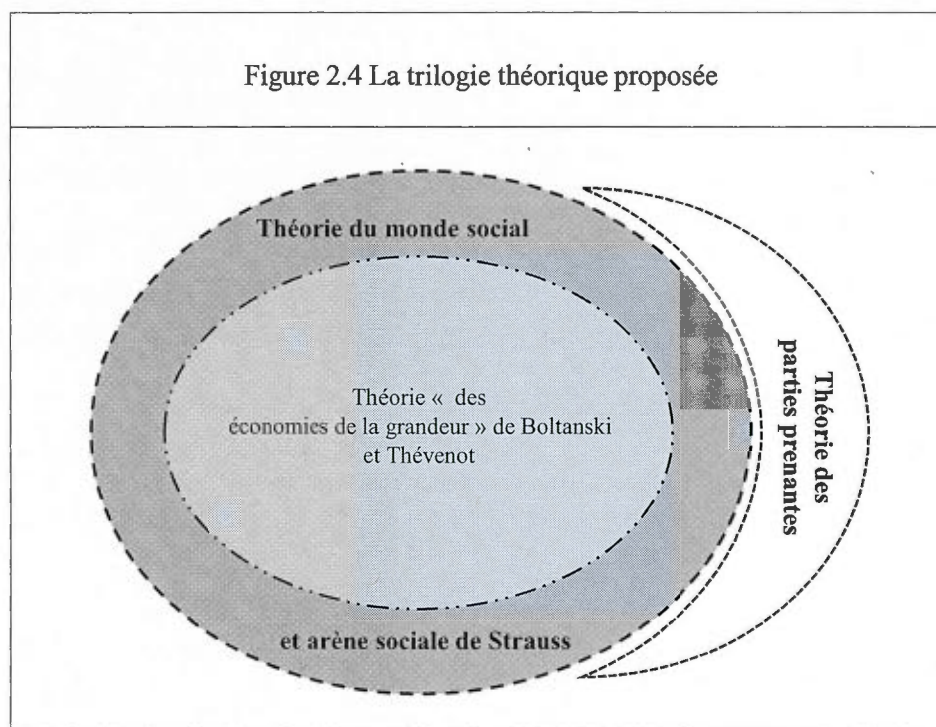 Figure 2.4 La trilogie théorique proposée
Théorie du monde social
Théorie « des
économies de la grandeur » de Boltanski
et Thévenot
et arène sociale de Strauss
Théorie des
parties prenantes